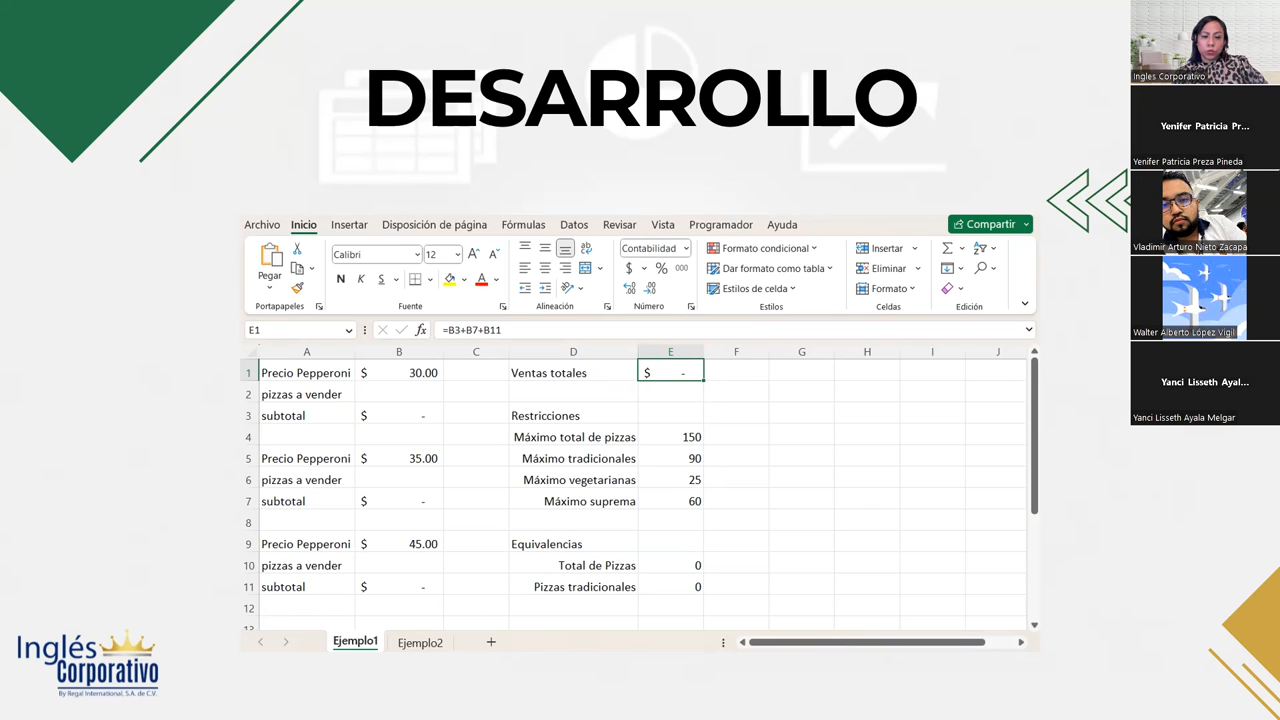 DESARROLLO
Archivo Inicio Insertar Disposición de página Fórmulas Datos Revisar Vista Programador Ayuda Compartir
Pegar Calibri 12 Contabilidad Formato condicional Insertar
N K S $ % 000 Dar formato como tabla Eliminar
Estilos de celda Formato
Portapapeles Fuente Alineación Número Estilos Celdas Edición
E1 fx =B3+B7+B11
A B C D E F G H I J
1 Precio Pepperoni $ 30.00 Ventas totales $ -
2 pizzas a vender
3 subtotal $ - Restricciones
4 Máximo total de pizzas 150
5 Precio Pepperoni $ 35.00 Máximo tradicionales 90
6 pizzas a vender Máximo vegetarianas 25
7 subtotal $ - Máximo suprema 60
8
9 Precio Pepperoni $ 45.00 Equivalencias
10 pizzas a vender Total de Pizzas 0
11 subtotal $ - Pizzas tradicionales 0
12
13
Ejemplo1 Ejemplo2
Inglés
Corporativo
By Regal International, S.A. de C.V.
Ingles Corporativo
Yenifer Patricia Pr...
Yenifer Patricia Preza Pineda
Vladimir Arturo Nieto Zacapa
Walter Alberto López Vigil
Yanci Lisseth Ayal...
Yanci Lisseth Ayala Melgar